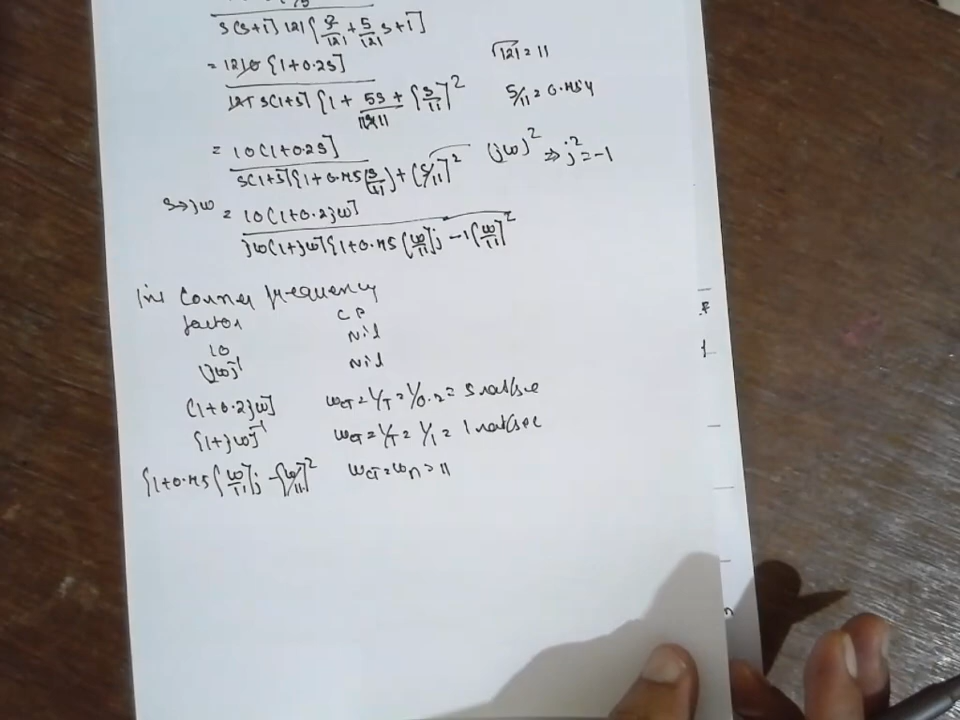 s(s+1) 121 [s²/121 + 5/121 s + 1]
= 1210 [1+0.2s]
√121 = 11
121 s(1+s) {1 + 5s/11×11 + [s/11]²
5/11 = 0.454
= 10(1+0.2s]
s(1+s){1+0.45(s/11)+(s/11]²
(jω)² ⇒ j² = -1
s→jω = 10(1+0.2jω]
jω(1+jω){1+0.45[ω/11]j -1[ω/11]²
Corner frequency
factor CF
10 Nil
(jω)⁻¹ Nil
(1+0.2jω] ωc1 = 1/T = 1/0.2 = 5 rad/sec
{1+jω}⁻¹ ωc1 = 1/T = 1/1 = 1 rad/sec
{1+0.45[ω/11]j -[ω/11]² ωc1 = ωn = 11